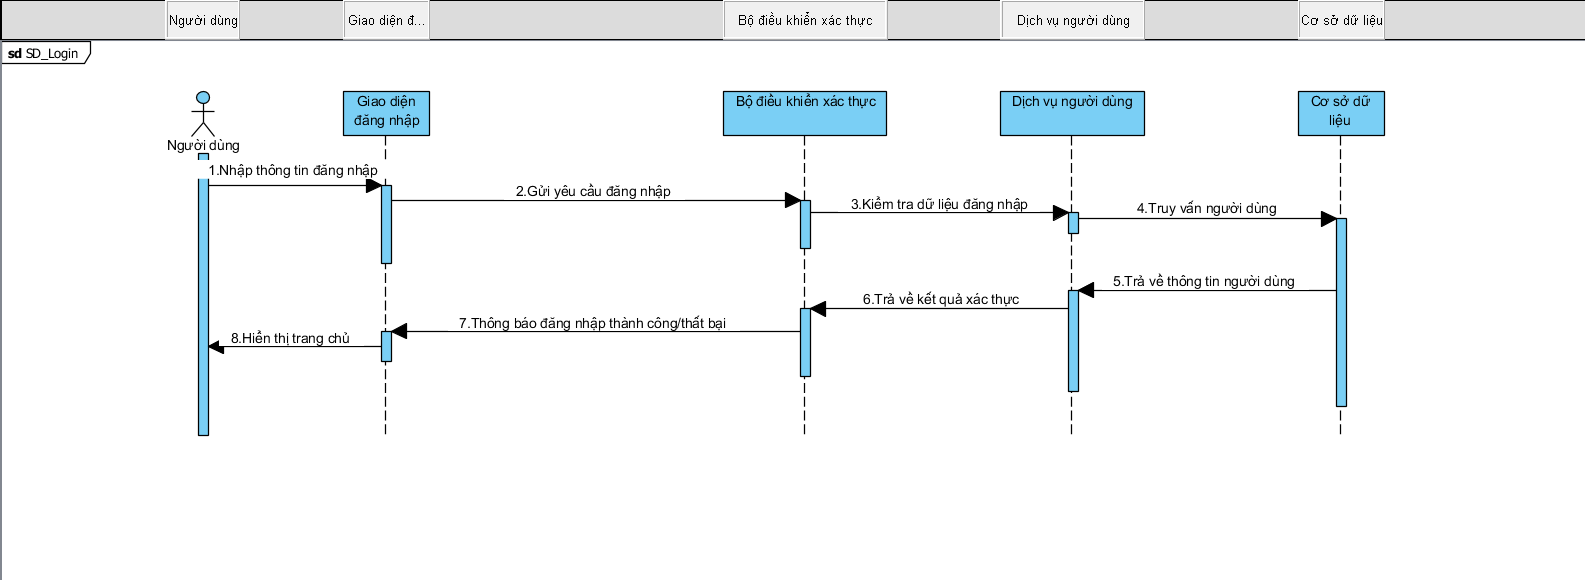 Người dùng
Giao diện đ...
Bộ điều khiển xác thực
Dịch vụ người dùng
Cơ sở dữ liệu
sd SD_Login
Người dùng
Giao diện
đăng nhập
Bộ điều khiển xác thực
Dịch vụ người dùng
Cơ sở dữ
liệu
1.Nhập thông tin đăng nhập
2.Gửi yêu cầu đăng nhập
3.Kiểm tra dữ liệu đăng nhập
4.Truy vấn người dùng
5.Trả về thông tin người dùng
6.Trả về kết quả xác thực
7.Thông báo đăng nhập thành công/thất bại
8.Hiển thị trang chủ